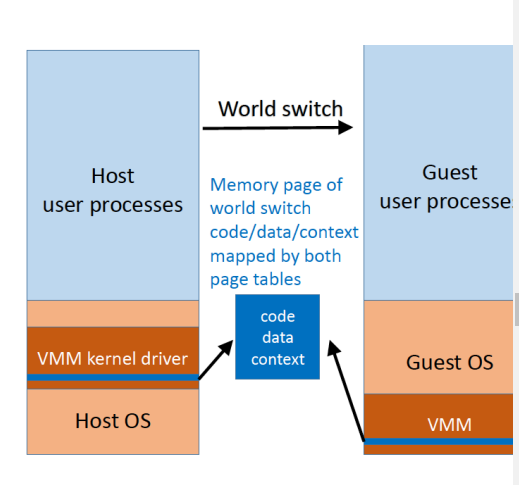 World switch
Host
user processes
Memory page of
world switch
code/data/context
mapped by both
page tables
Guest
user processes
code
data
context
VMM kernel driver
Host OS
Guest OS
VMM